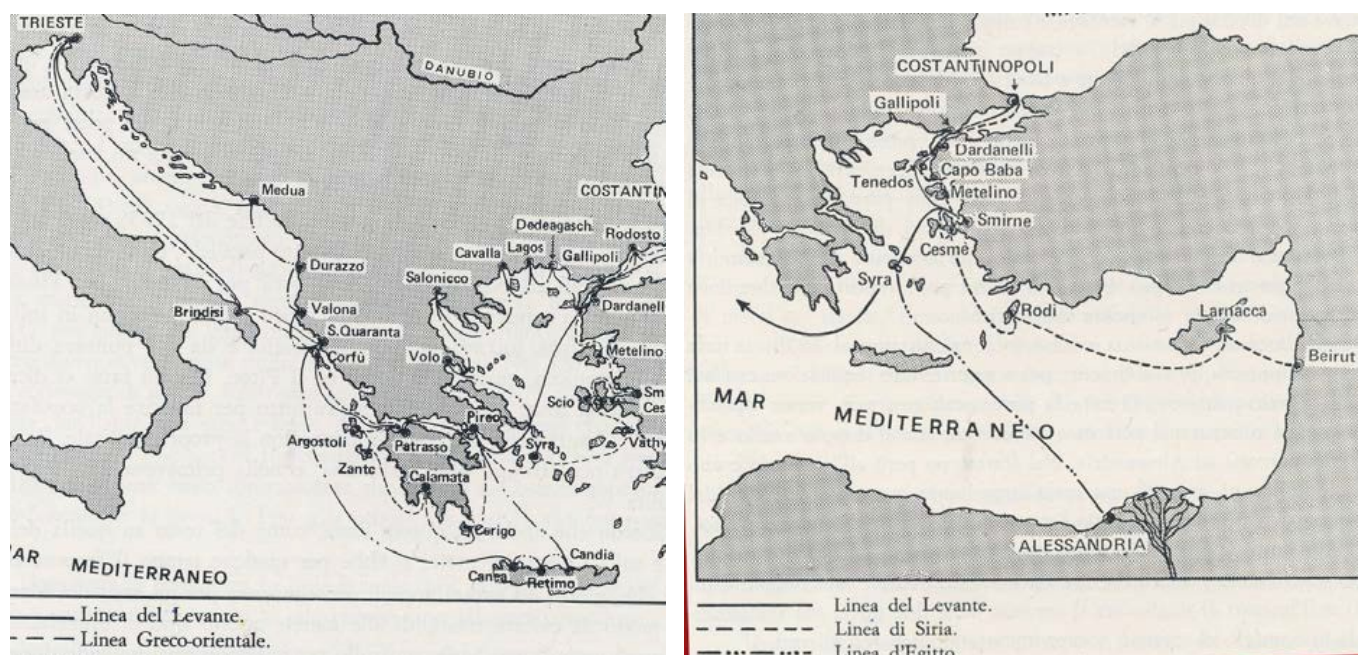 TRIESTE
DANUBIO
Medua
COSTANTIN
Dedeagasch
Cavalla
Lagos
Rodosto
Gallipoli
Durazzo
Salonicco
Brindisi
Valona
Dardanell
S.Quaranta
Corfù
Volo
Metelino
Scio
Sm
Ces
Pireo
Argostoli
Patrasso
Syra
Vathy
Zante
Calamata
Cerigo
Candia
Canea
Retimo
AR MEDITERRANEO
Linea del Levante.
Linea Greco-orientale.
COSTANTINOPOLI
Gallipoli
Dardanelli
Capo Baba
Tenedos
Metelino
Smirne
Cesmè
Syra
Rodi
Larnacca
Beirut
MAR MEDITERRANEO
ALESSANDRIA
Linea del Levante.
Linea di Siria.
Linea d'Egitto